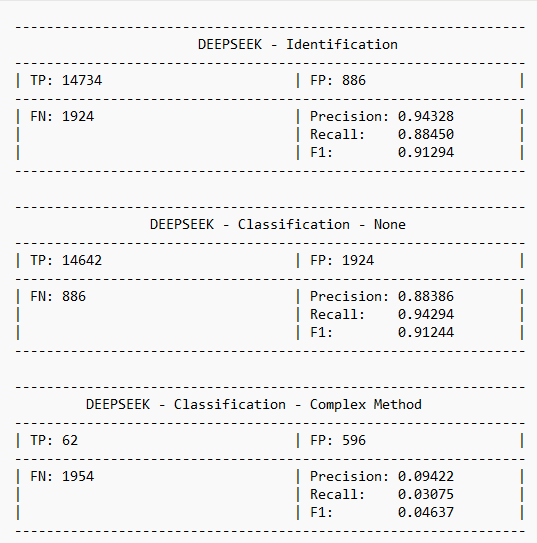 DEEPSEEK - Identification
TP: 14734 | FP: 886
FN: 1924 | Precision: 0.94328
Recall: 0.88450
F1: 0.91294
DEEPSEEK - Classification - None
TP: 14642 | FP: 1924
FN: 886 | Precision: 0.88386
Recall: 0.94294
F1: 0.91244
DEEPSEEK - Classification - Complex Method
TP: 62 | FP: 596
FN: 1954 | Precision: 0.09422
Recall: 0.03075
F1: 0.04637